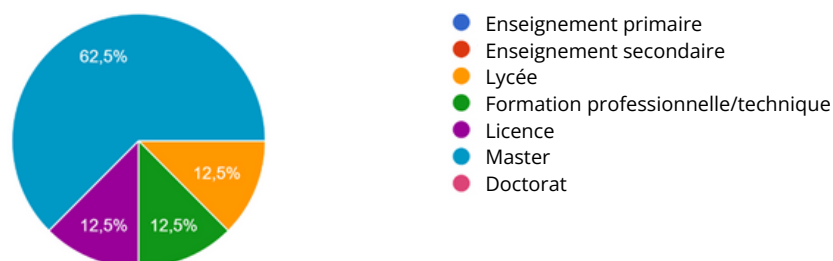 62,5%
12,5%
12,5%
12,5%
Enseignement primaire
Enseignement secondaire
Lycée
Formation professionnelle/technique
Licence
Master
Doctorat